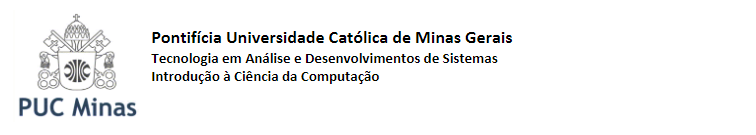 Pontifícia Universidade Católica de Minas Gerais
Tecnologia em Análise e Desenvolvimentos de Sistemas
Introdução à Ciência da Computação
PUC Minas